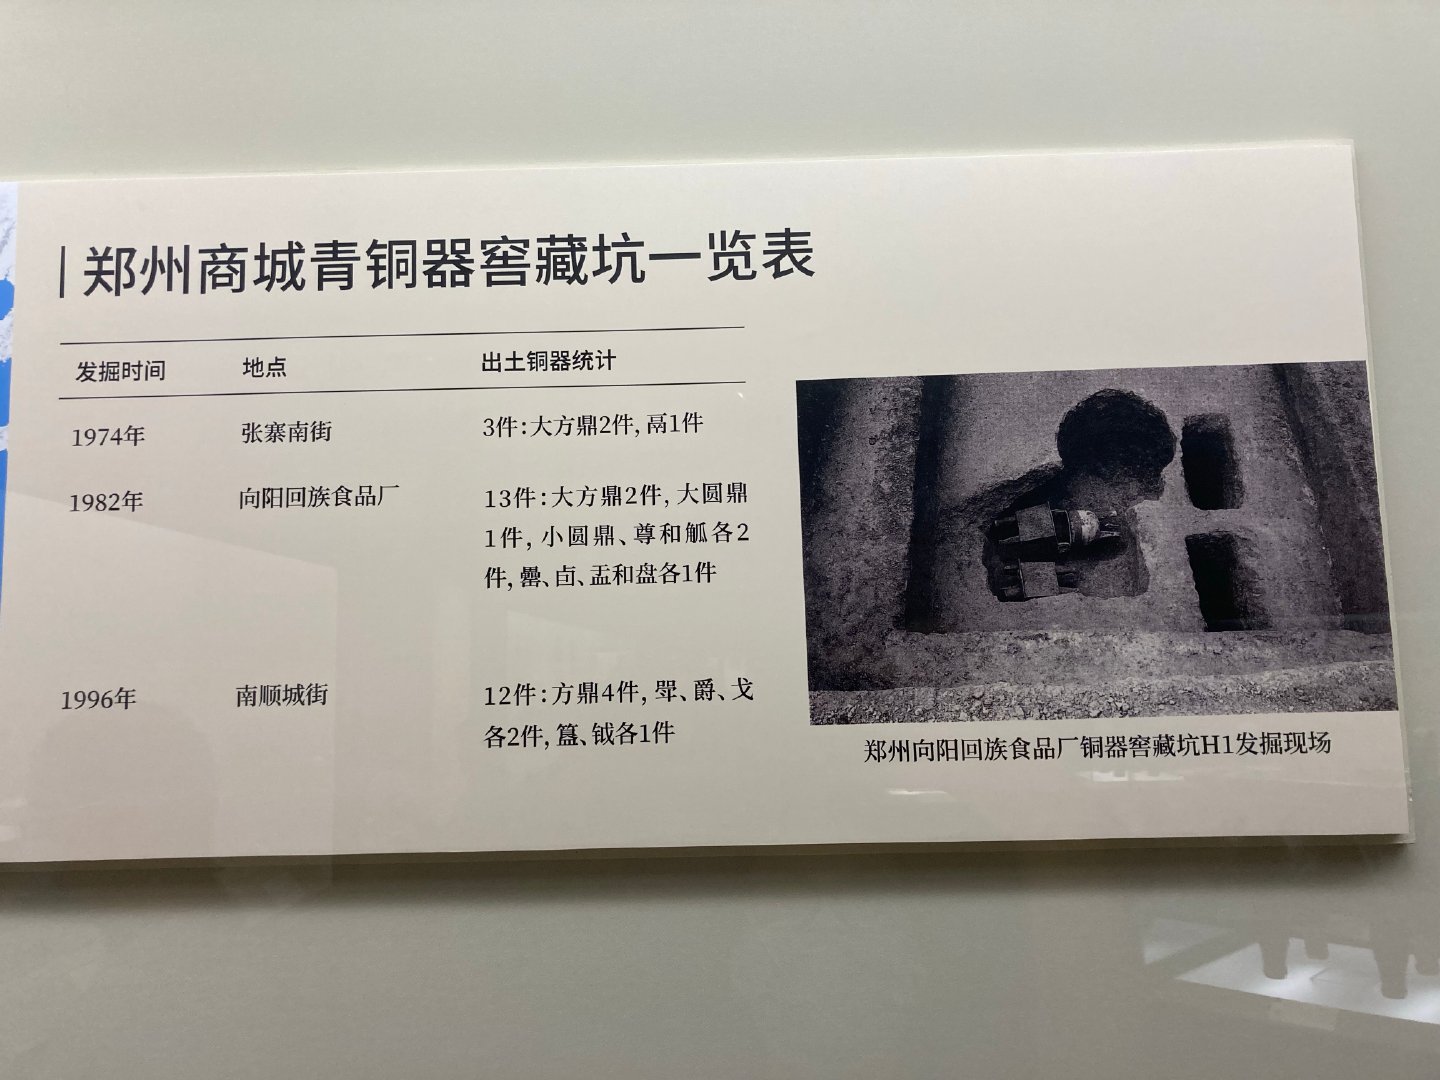 郑州商城青铜器窖藏坑一览表
发掘时间 地点 出土铜器统计
1974年 张寨南街 3件：大方鼎2件，鬲1件
1982年 向阳回族食品厂 13件：大方鼎2件，大圆鼎
1件，小圆鼎、尊和觚各2
件，罍、卣、盂和盘各1件
1996年 南顺城街 12件：方鼎4件，斝、爵、戈
各2件，簋、钺各1件
郑州向阳回族食品厂铜器窖藏坑H1发掘现场